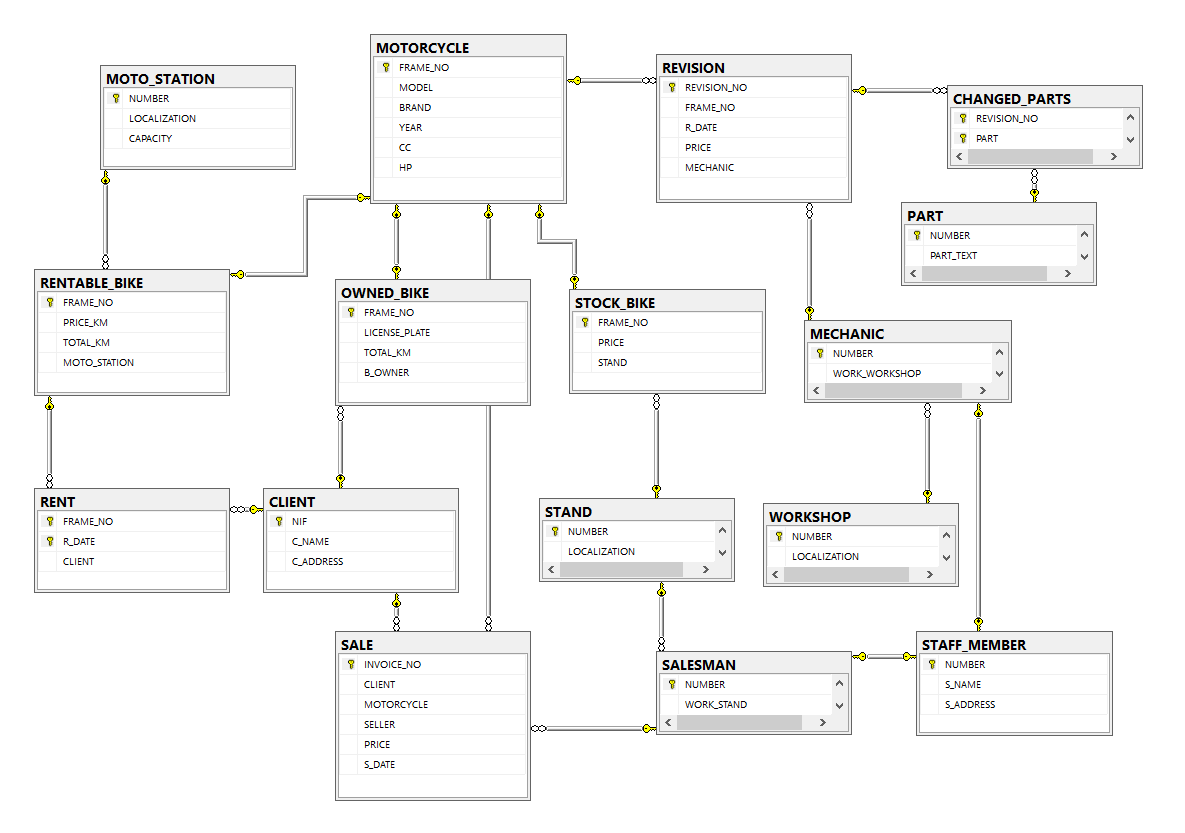 MOTORCYCLE
FRAME_NO
MODEL
BRAND
YEAR
CC
HP
MOTO_STATION
NUMBER
LOCALIZATION
CAPACITY
REVISION
REVISION_NO
FRAME_NO
R_DATE
PRICE
MECHANIC
CHANGED_PARTS
REVISION_NO
PART
PART
NUMBER
PART_TEXT
RENTABLE_BIKE
FRAME_NO
PRICE_KM
TOTAL_KM
MOTO_STATION
OWNED_BIKE
FRAME_NO
LICENSE_PLATE
TOTAL_KM
B_OWNER
STOCK_BIKE
FRAME_NO
PRICE
STAND
MECHANIC
NUMBER
WORK_WORKSHOP
RENT
FRAME_NO
R_DATE
CLIENT
CLIENT
NIF
C_NAME
C_ADDRESS
STAND
NUMBER
LOCALIZATION
WORKSHOP
NUMBER
LOCALIZATION
SALE
INVOICE_NO
CLIENT
MOTORCYCLE
SELLER
PRICE
S_DATE
SALESMAN
NUMBER
WORK_STAND
STAFF_MEMBER
NUMBER
S_NAME
S_ADDRESS